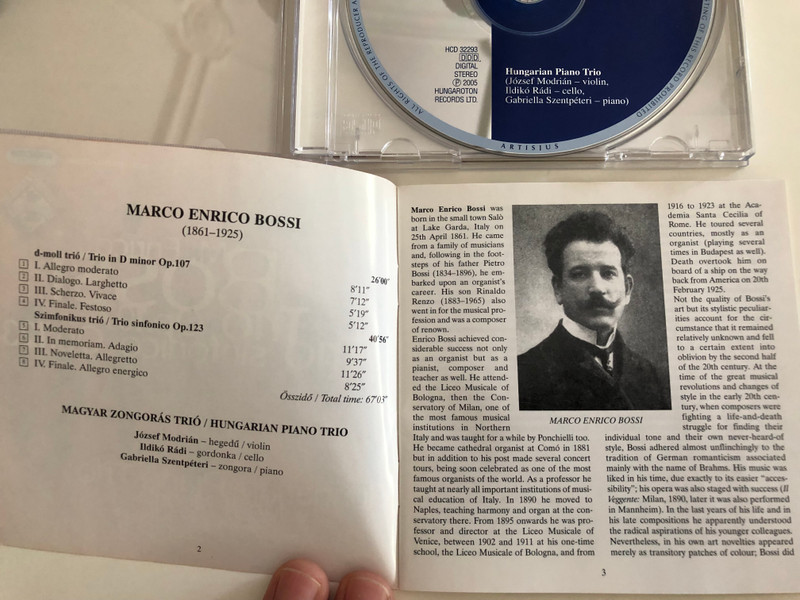 HCD 32293
DDD
DIGITAL
STEREO
℗ 2005
HUNGAROTON
RECORDS LTD.
Hungarian Piano Trio
(József Modrián – violin,
Ildikó Rádi – cello,
Gabriella Szentpéteri – piano)
ALL RIGHTS OF THE REPRODUCER A
ARTISJUS
TING OF THIS RECORD PROHIBITED
MARCO ENRICO BOSSI
(1861–1925)
d-moll trió / Trio in D minor Op.107 26'00"
1 I. Allegro moderato 8'11"
2 II. Dialogo. Larghetto 7'12"
3 III. Scherzo. Vivace 5'19"
4 IV. Finale. Festoso 5'12"
Szimfonikus trió / Trio sinfonico Op.123 40'56"
5 I. Moderato 11'17"
6 II. In memoriam. Adagio 9'37"
7 III. Noveletta. Allegretto 11'26"
8 IV. Finale. Allegro energico 8'25"
Összidő / Total time: 67'03"
MAGYAR ZONGORÁS TRIÓ / HUNGARIAN PIANO TRIO
József Modrián – hegedű / violin
Ildikó Rádi – gordonka / cello
Gabriella Szentpéteri – zongora / piano
2
Marco Enrico Bossi was
born in the small town Salò
at Lake Garda, Italy on
25th April 1861. He came
from a family of musicians
and, following in the foot-
steps of his father Pietro
Bossi (1834–1896), he em-
barked upon an organist's
career. His son Rinaldo
Renzo (1883–1965) also
went in for the musical pro-
fession and was a composer
of renown.
Enrico Bossi achieved con-
siderable success not only
as an organist but as a
pianist, composer and
teacher as well. He attend-
ed the Liceo Musicale of
Bologna, then the Con-
servatory of Milan, one of
the most famous musical
institutions in Northern
Italy and was taught for a while by Ponchielli too.
He became cathedral organist at Comó in 1881
but in addition to his post made several concert
tours, being soon celebrated as one of the most
famous organists of the world. As a professor he
taught at nearly all important institutions of musi-
cal education of Italy. In 1890 he moved to
Naples, teaching harmony and organ at the con-
servatory there. From 1895 onwards he was pro-
fessor and director at the Liceo Musicale of
Venice, between 1902 and 1911 at his one-time
school, the Liceo Musicale of Bologna, and from
MARCO ENRICO BOSSI
1916 to 1923 at the Aca-
demia Santa Cecilia of
Rome. He toured several
countries, mostly as an
organist (playing several
times in Budapest as well).
Death overtook him on
board of a ship on the way
back from America on 20th
February 1925.
Not the quality of Bossi's
art but its stylistic peculiar-
ities account for the cir-
cumstance that it remained
relatively unknown and fell
to a certain extent into
oblivion by the second half
of the 20th century. At the
time of the great musical
revolutions and changes of
style in the early 20th cen-
tury, when composers were
fighting a life-and-death
struggle for finding their
individual tone and their own never-heard-of
style, Bossi adhered almost unflinchingly to the
tradition of German romanticism associated
mainly with the name of Brahms. His music was
liked in his time, due exactly to its easier "acces-
sibility"; his opera was also staged with success (Il
Veggente: Milan, 1890, later it was also performed
in Mannheim). In the last years of his life and in
his late compositions he apparently understood
the radical aspirations of his younger colleagues.
Nevertheless, in his own art novelties appeared
merely as transitory patches of colour; Bossi did
3